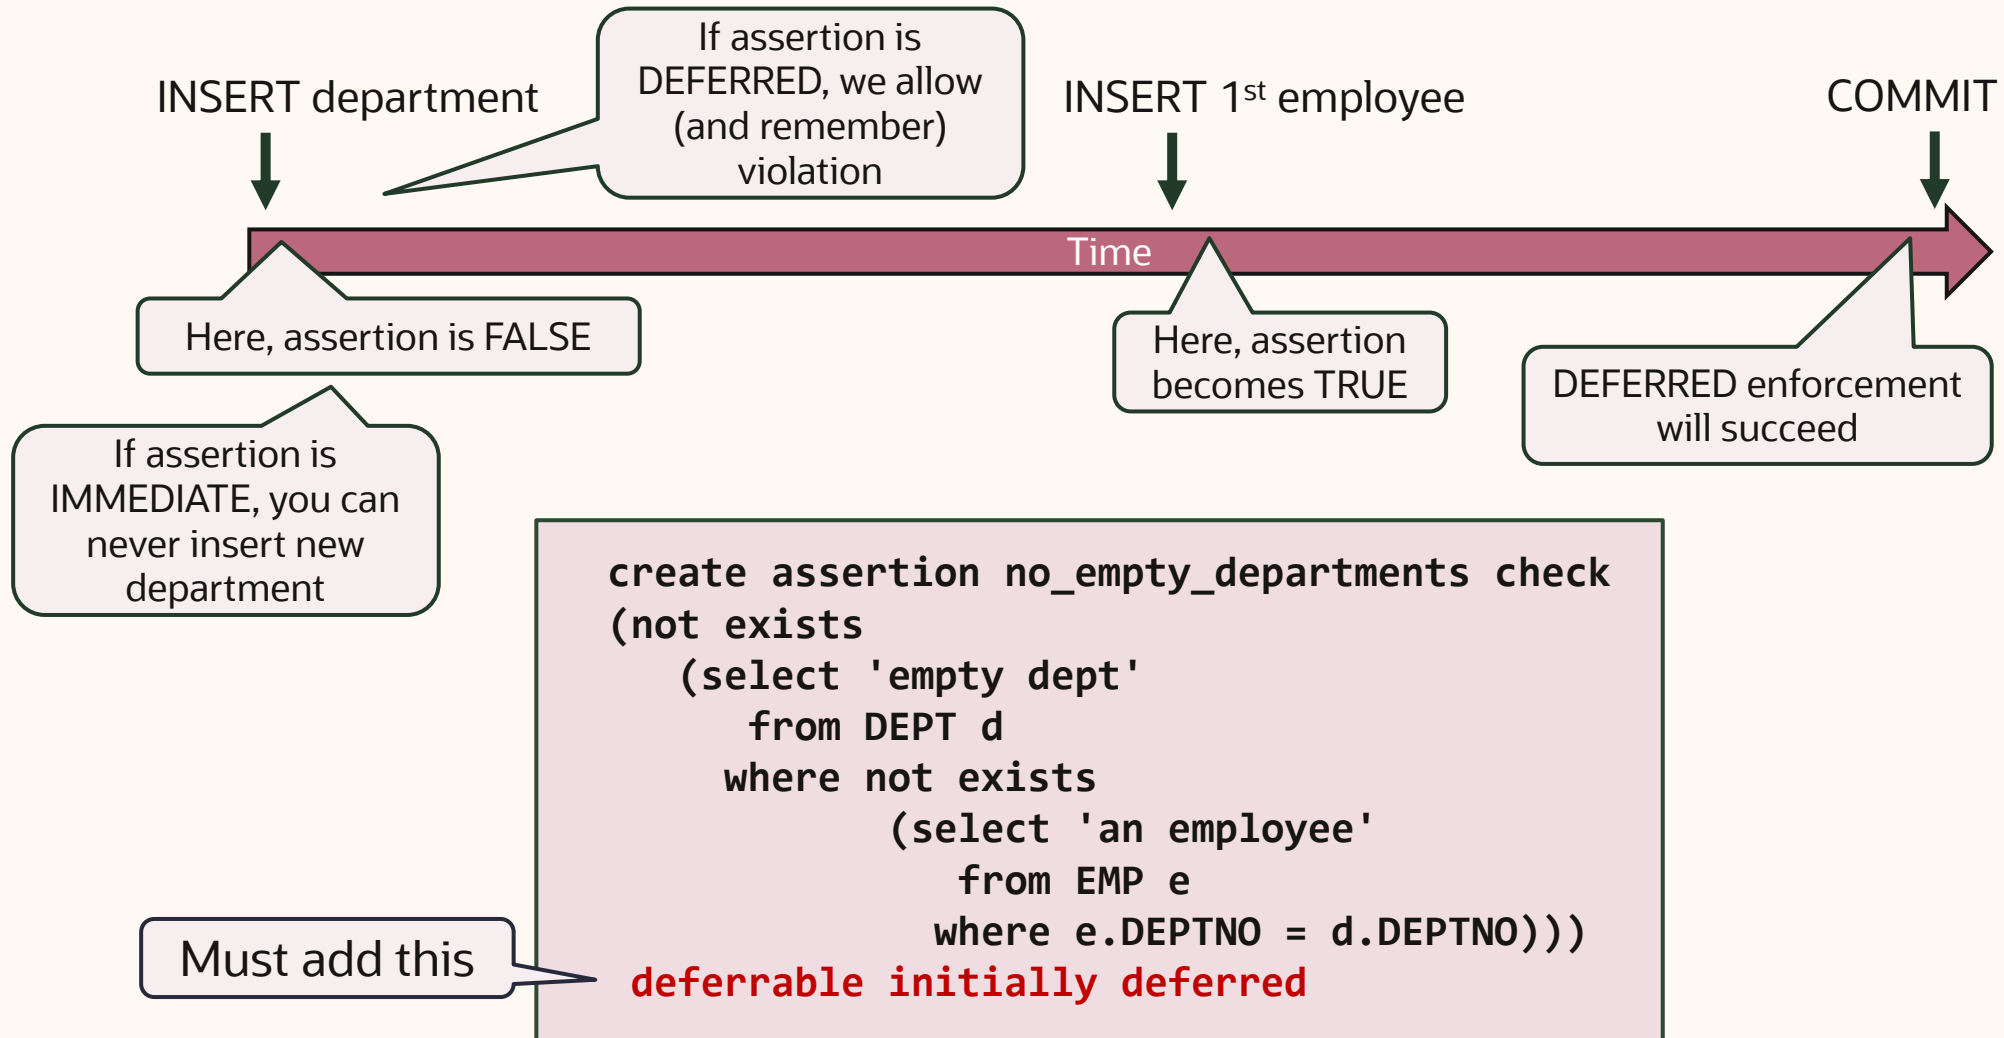 INSERT department
If assertion is
DEFERRED, we allow
(and remember)
violation
INSERT 1st employee
COMMIT
Time
Here, assertion is FALSE
Here, assertion
becomes TRUE
DEFERRED enforcement
will succeed
If assertion is
IMMEDIATE, you can
never insert new
department
create assertion no_empty_departments check
(not exists
(select 'empty dept'
from DEPT d
where not exists
(select 'an employee'
from EMP e
where e.DEPTNO = d.DEPTNO)))
Must add this
deferrable initially deferred